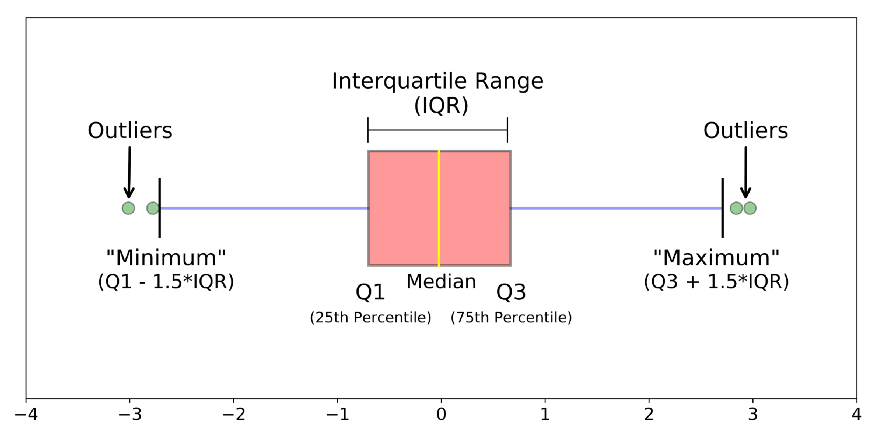 Interquartile Range
(IQR)
Outliers
Outliers
"Minimum"
(Q1 - 1.5*IQR)
"Maximum"
(Q3 + 1.5*IQR)
Median
Q1
Q3
(25th Percentile)
(75th Percentile)
−4 −3 −2 −1 0 1 2 3 4